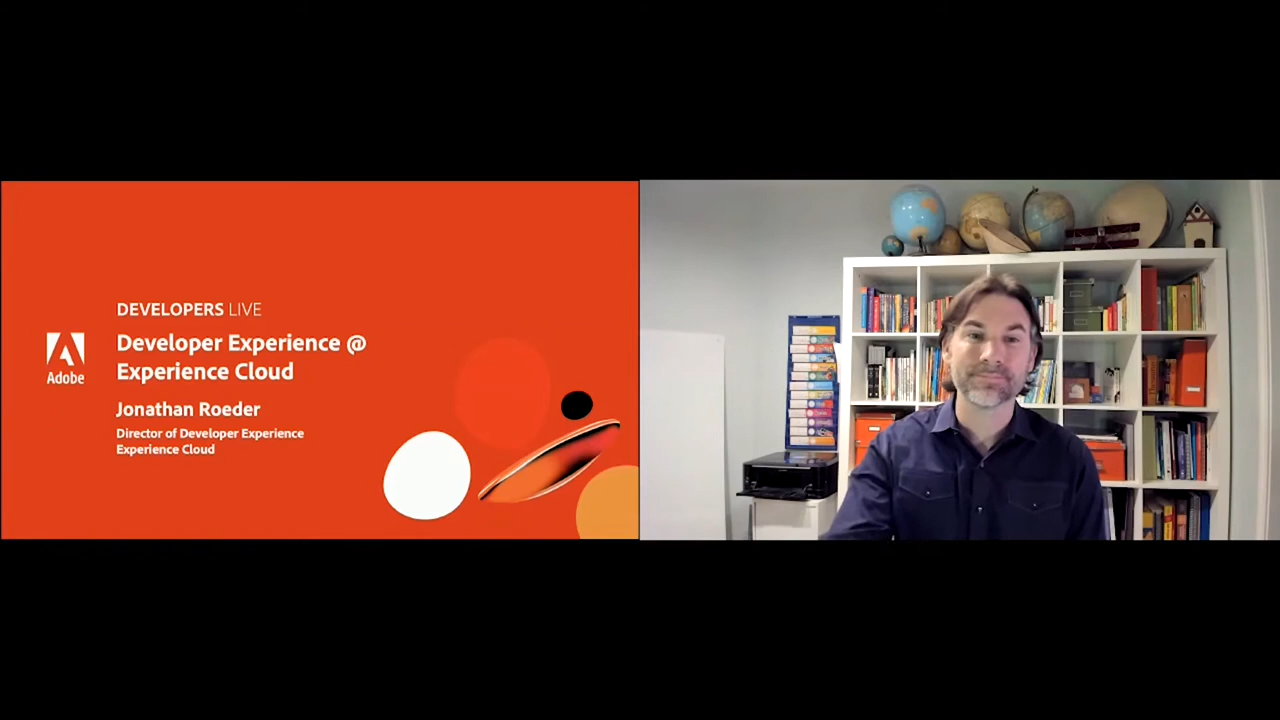 DEVELOPERS LIVE
Adobe
Developer Experience @
Experience Cloud
Jonathan Roeder
Director of Developer Experience
Experience Cloud